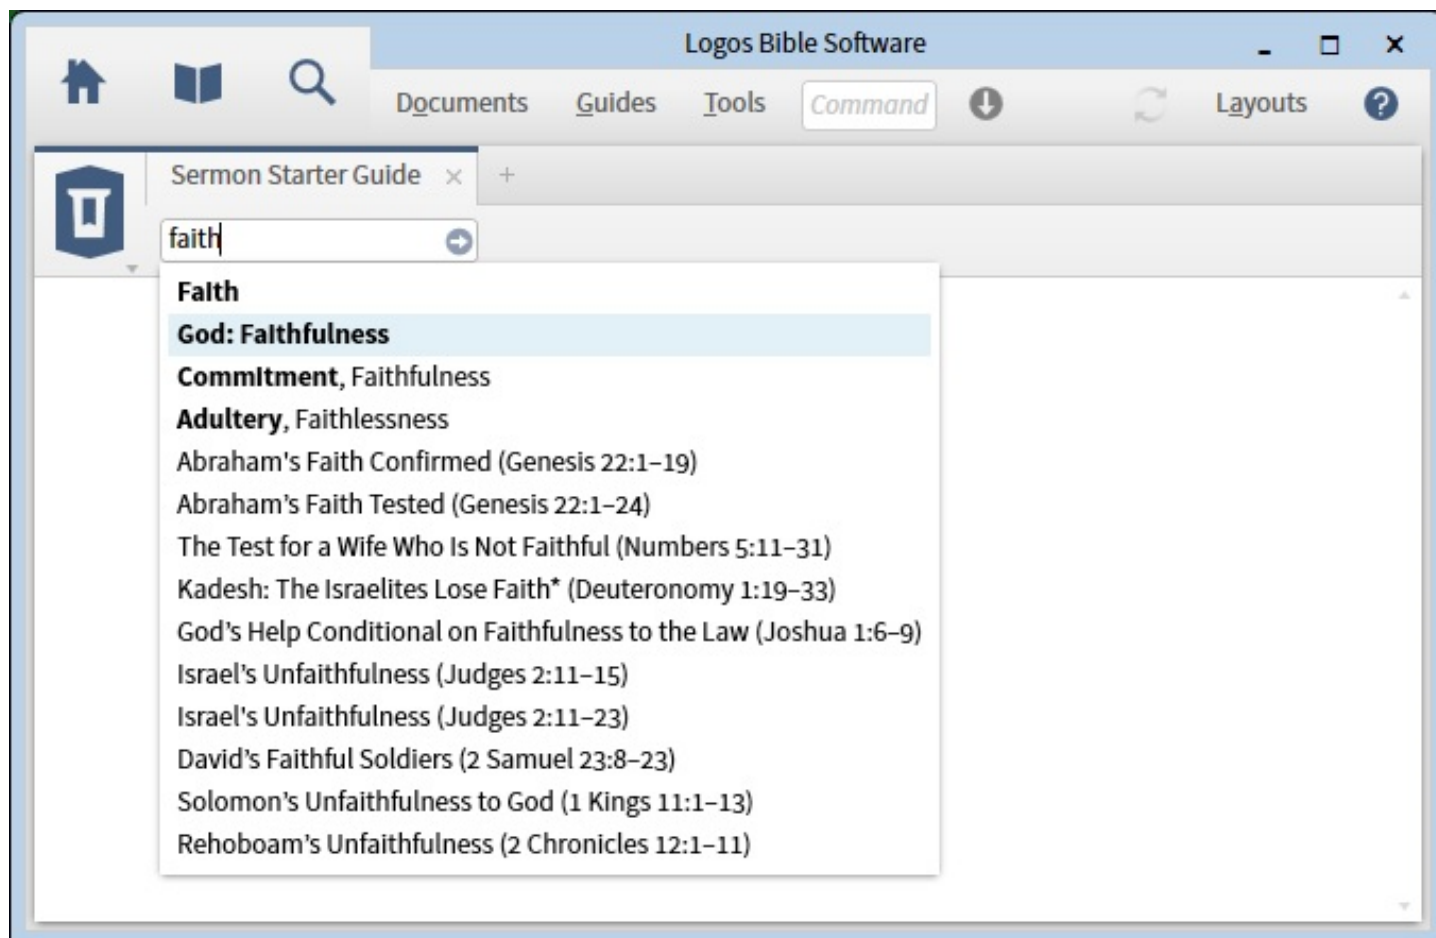 Logos Bible Software
Documents Guides Tools Command Layouts
Sermon Starter Guide
faith
Faith
God: Faithfulness
Commitment, Faithfulness
Adultery, Faithlessness
Abraham's Faith Confirmed (Genesis 22:1–19)
Abraham’s Faith Tested (Genesis 22:1–24)
The Test for a Wife Who Is Not Faithful (Numbers 5:11–31)
Kadesh: The Israelites Lose Faith* (Deuteronomy 1:19–33)
God’s Help Conditional on Faithfulness to the Law (Joshua 1:6–9)
Israel’s Unfaithfulness (Judges 2:11–15)
Israel's Unfaithfulness (Judges 2:11–23)
David’s Faithful Soldiers (2 Samuel 23:8–23)
Solomon’s Unfaithfulness to God (1 Kings 11:1–13)
Rehoboam’s Unfaithfulness (2 Chronicles 12:1–11)